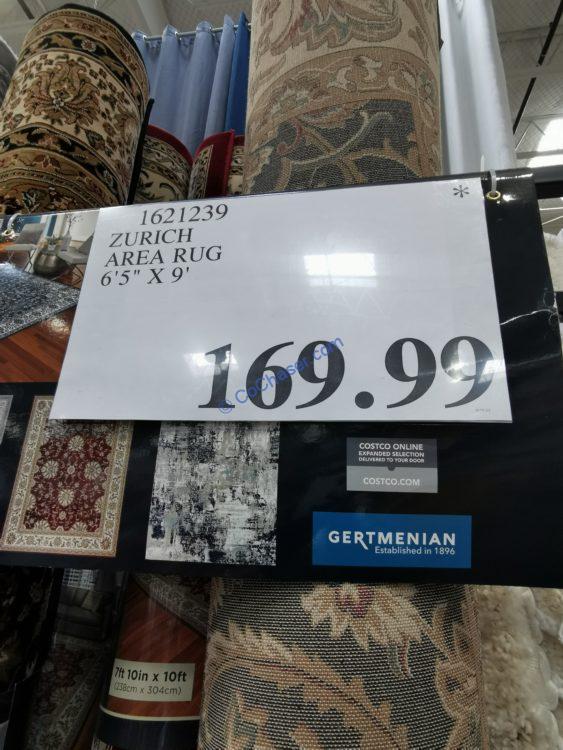 1621239
*
ZURICH
AREA RUG
6'5" X 9'
169.99
© CoChaser.com
COSTCO ONLINE
EXPANDED SELECTION
DELIVERED TO YOUR DOOR
COSTCO.COM
GERTMENIAN
Established in 1896
7ft 10in x 10ft
(238cm x 304cm)